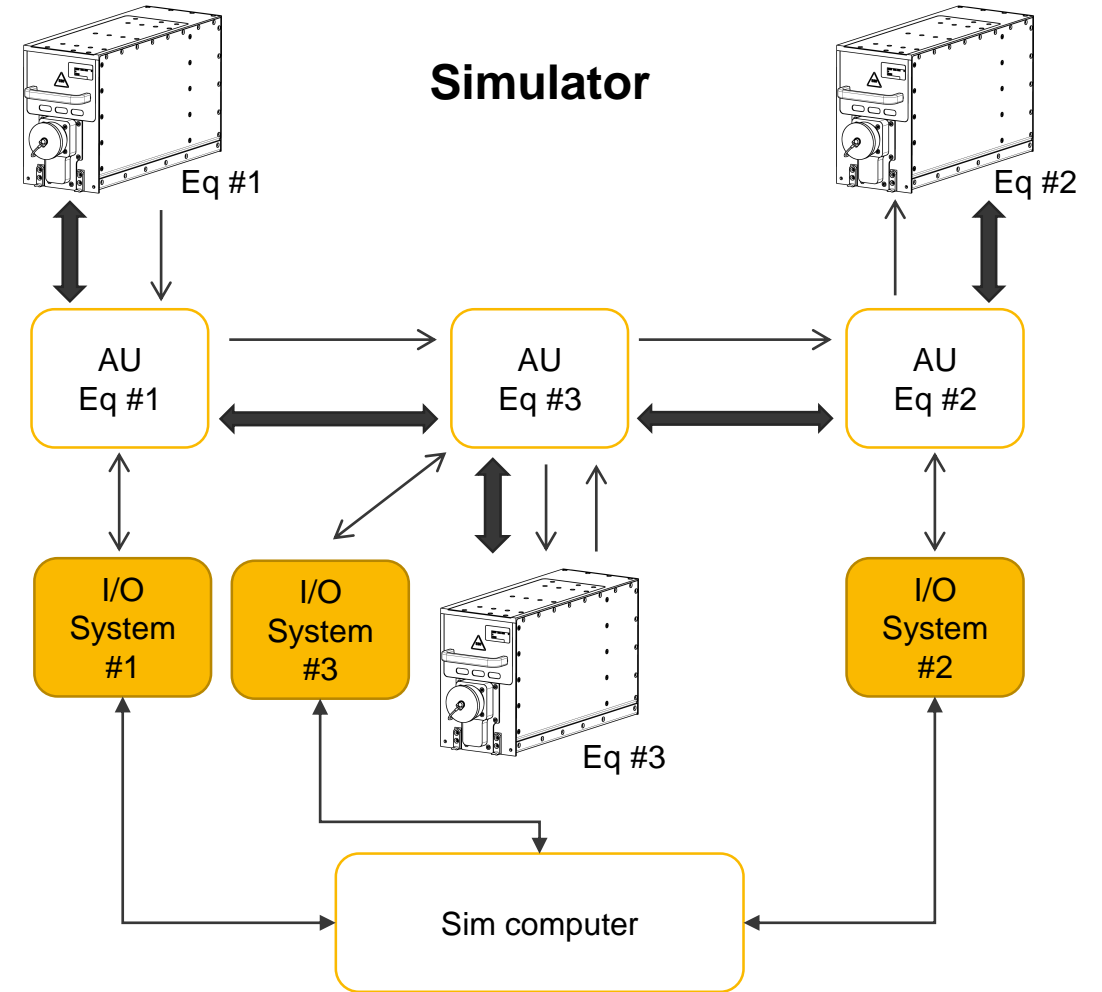 Simulator
Eq #1
Eq #2
AU
Eq #1
AU
Eq #3
AU
Eq #2
I/O
System
#1
I/O
System
#3
I/O
System
#2
Eq #3
Sim computer